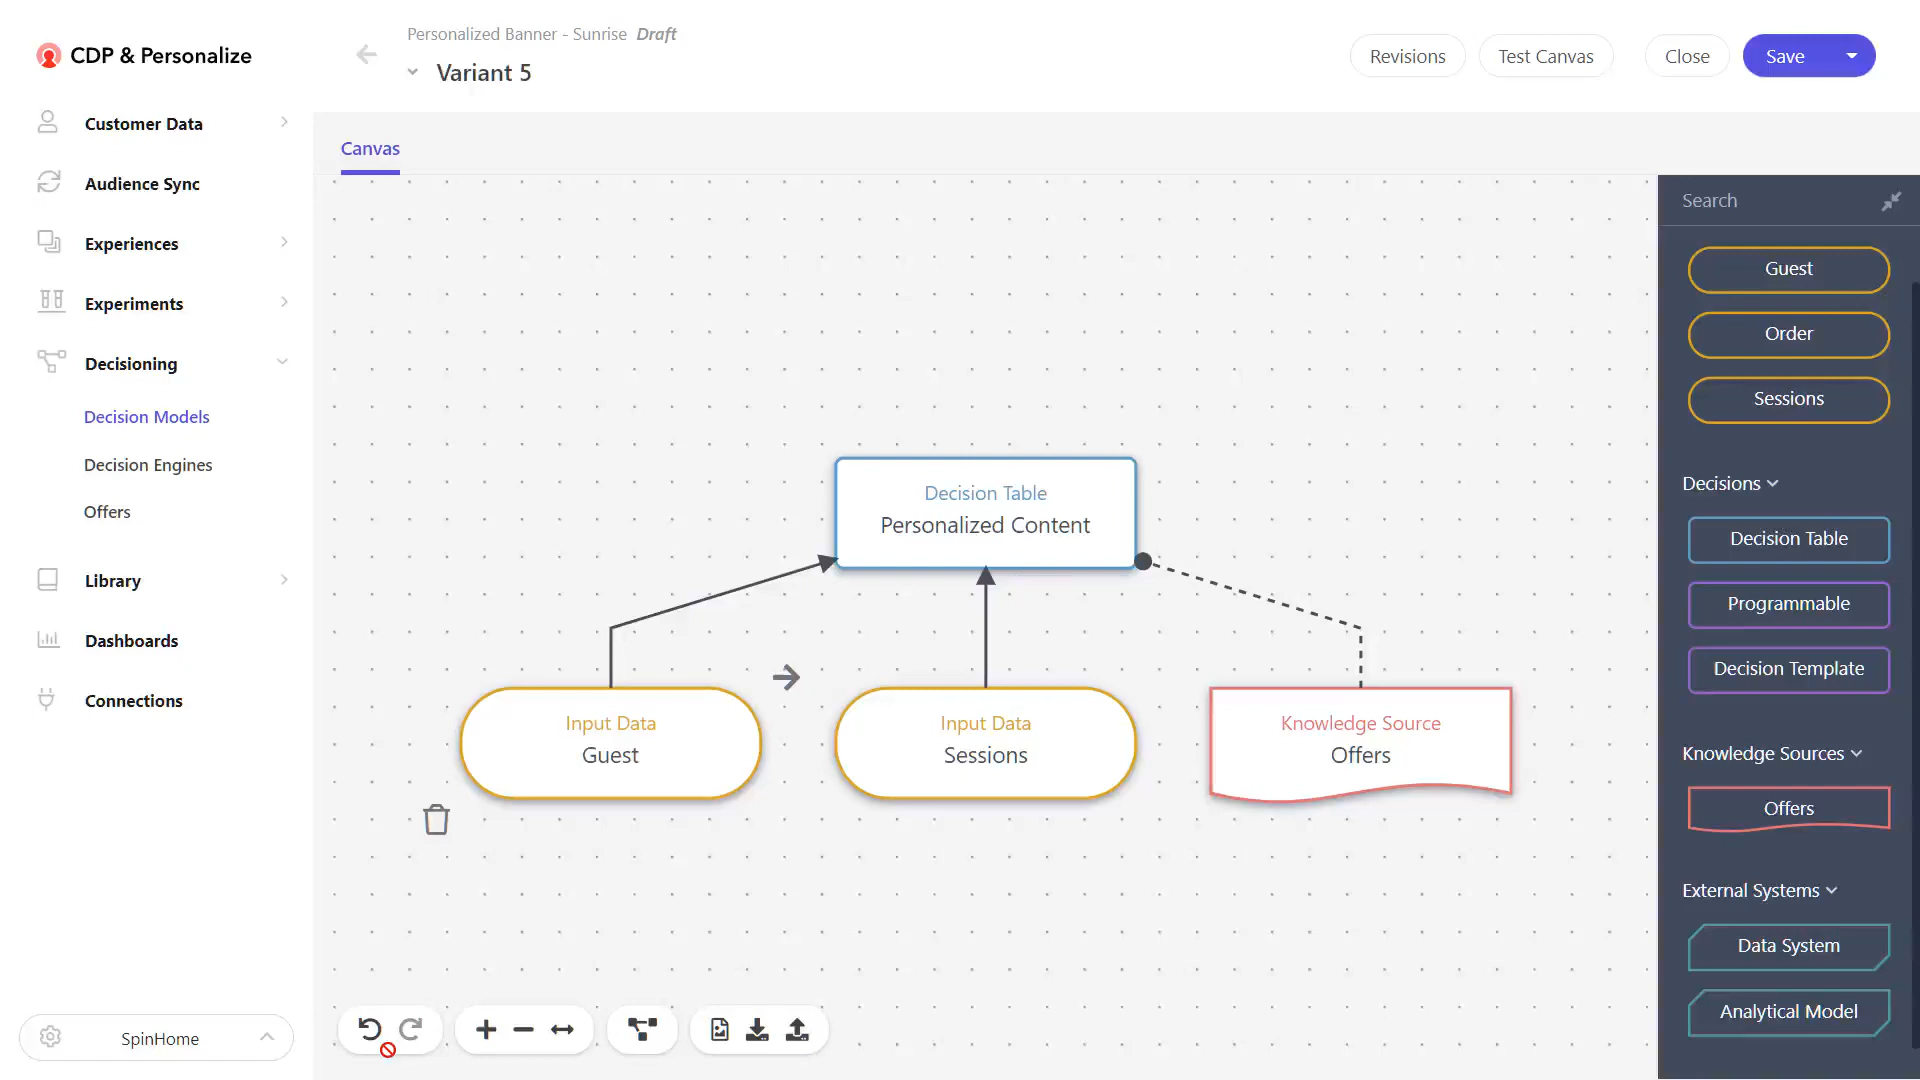 CDP & Personalize
Customer Data
Audience Sync
Experiences
Experiments
Decisioning
Decision Models
Decision Engines
Offers
Library
Dashboards
Connections
SpinHome
Personalized Banner - Sunrise Draft
Variant 5
Revisions
Test Canvas
Close
Save
Canvas
Decision Table
Personalized Content
Input Data
Guest
Input Data
Sessions
Knowledge Source
Offers
Search
Guest
Order
Sessions
Decisions
Decision Table
Programmable
Decision Template
Knowledge Sources
Offers
External Systems
Data System
Analytical Model